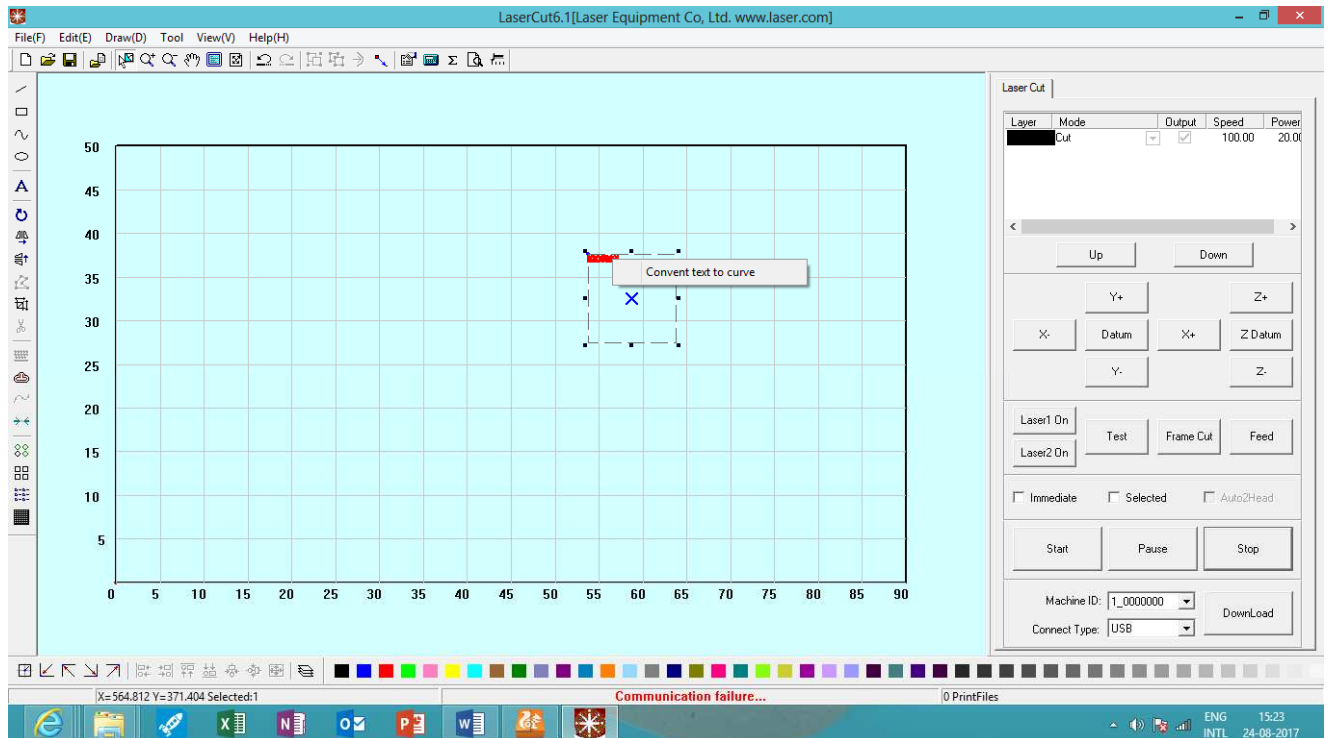 LaserCut6.1[Laser Equipment Co, Ltd. www.laser.com]
File(F) Edit(E) Draw(D) Tool View(V) Help(H)
Laser Cut
Layer Mode Output Speed Power
Cut 100.00 20.00
50
45
40
35
30
25
20
15
10
5
0 5 10 15 20 25 30 35 40 45 50 55 60 65 70 75 80 85 90
Convent text to curve
Up Down
Y+ Z+
X- Datum X+ Z Datum
Y- Z-
Laser1 On
Laser2 On
Test Frame Cut Feed
Immediate Selected Auto2Head
Start Pause Stop
Machine ID: 1_0000000
Connect Type: USB
DownLoad
X=564.812 Y=371.404 Selected:1 Communication failure... 0 PrintFiles
ENG 15:23
INTL 24-08-2017